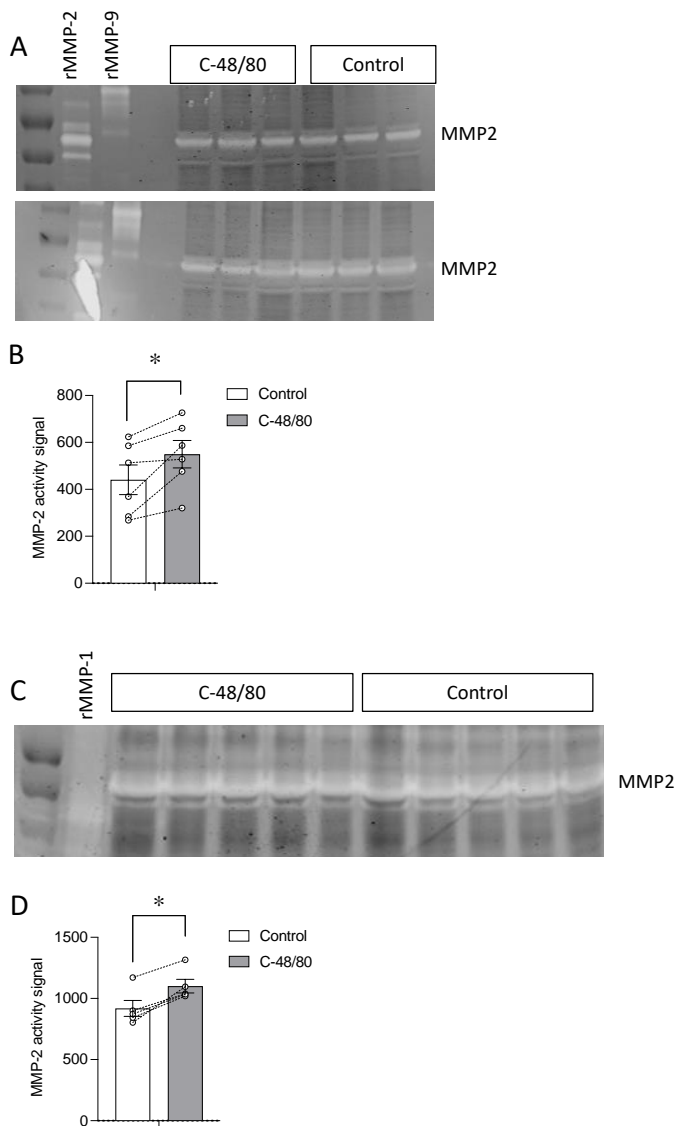 A
rMMP-2
rMMP-9
C-48/80
Control
MMP2
MMP2
B
*
800
600
400
200
0
MMP-2 activity signal
Control
C-48/80
C
rMMP-1
C-48/80
Control
MMP2
D
*
1500
1000
500
0
MMP-2 activity signal
Control
C-48/80